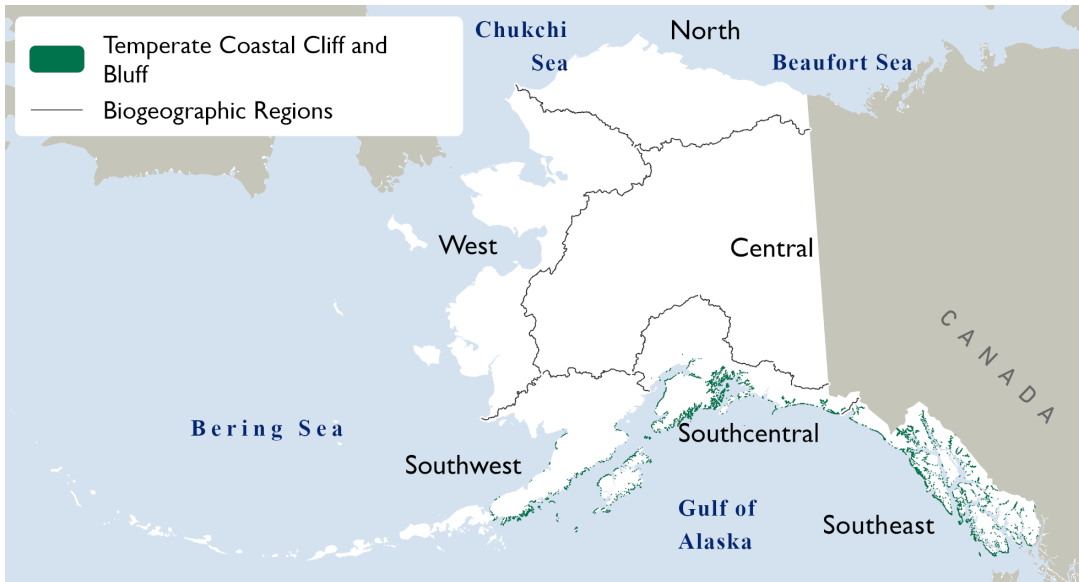 Temperate Coastal Cliff and
Bluff
Biogeographic Regions
Chukchi
Sea
North
Beaufort Sea
West
Central
CANADA
Bering Sea
Southwest
Southcentral
Gulf of
Alaska
Southeast